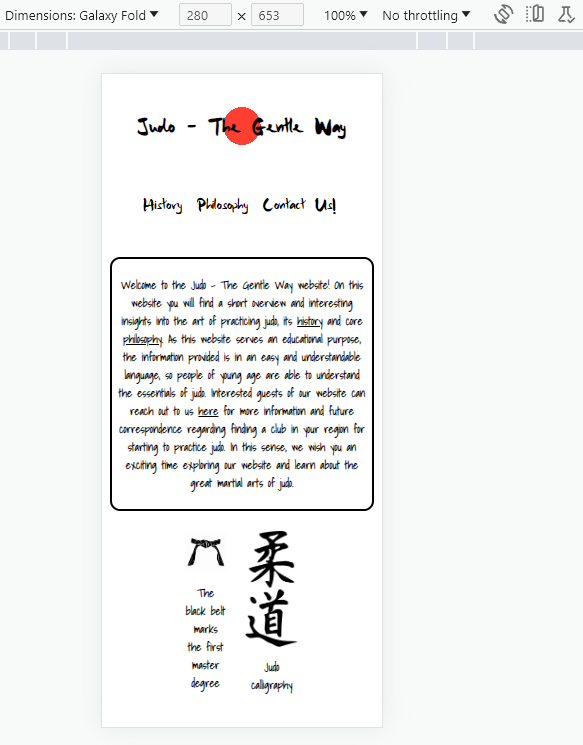 Dimensions: Galaxy Fold ▼ 280 × 653 100% ▼ No throttling ▼
Judo - The Gentle Way
History Philosophy Contact Us!
Welcome to the Judo - The Gentle Way website! On this
website you will find a short overview and interesting
insights into the art of practicing judo, its history and core
philosophy. As this website serves an educational purpose,
the information provided is in an easy and understandable
language, so people of young age are able to understand
the essentials of judo. Interested guests of our website can
reach out to us here for more information and future
correspondence regarding finding a club in your region for
starting to practice judo. In this sense, we wish you an
exciting time exploring our website and learn about the
great martial arts of judo.
柔
道
The
black belt
marks
the first
master
degree
Judo
calligraphy